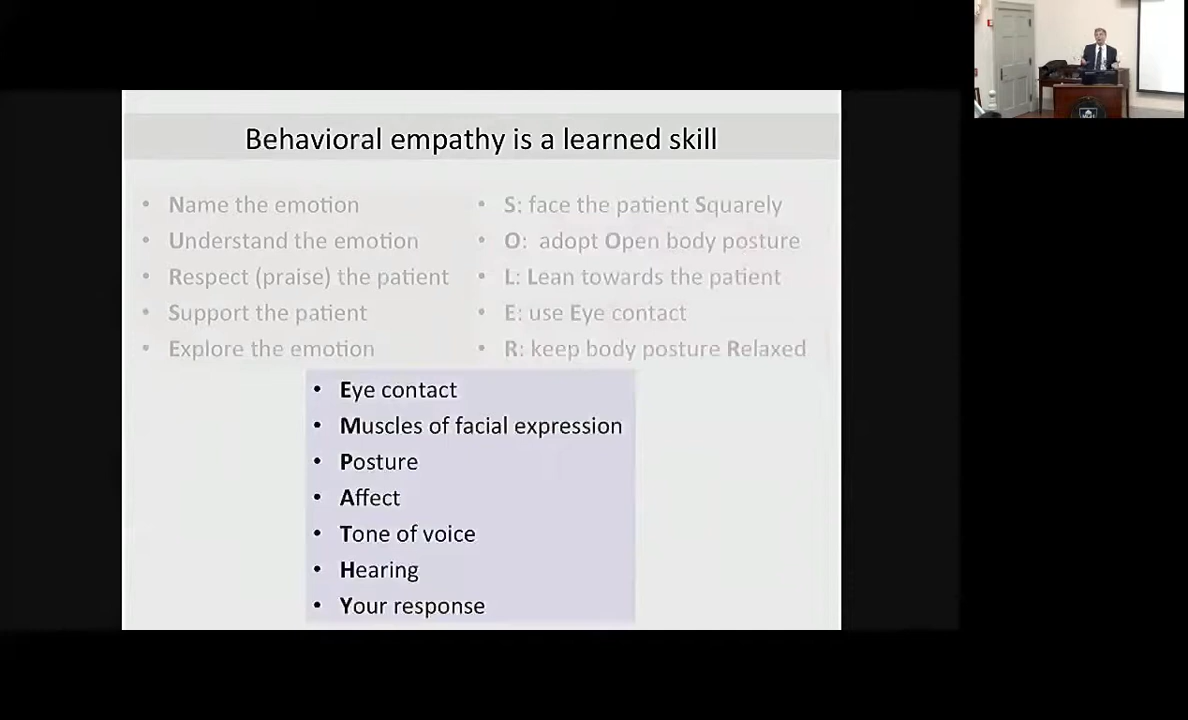 Behavioral empathy is a learned skill
• Name the emotion
• Understand the emotion
• Respect (praise) the patient
• Support the patient
• Explore the emotion
• S: face the patient Squarely
• O: adopt Open body posture
• L: Lean towards the patient
• E: use Eye contact
• R: keep body posture Relaxed
• Eye contact
• Muscles of facial expression
• Posture
• Affect
• Tone of voice
• Hearing
• Your response